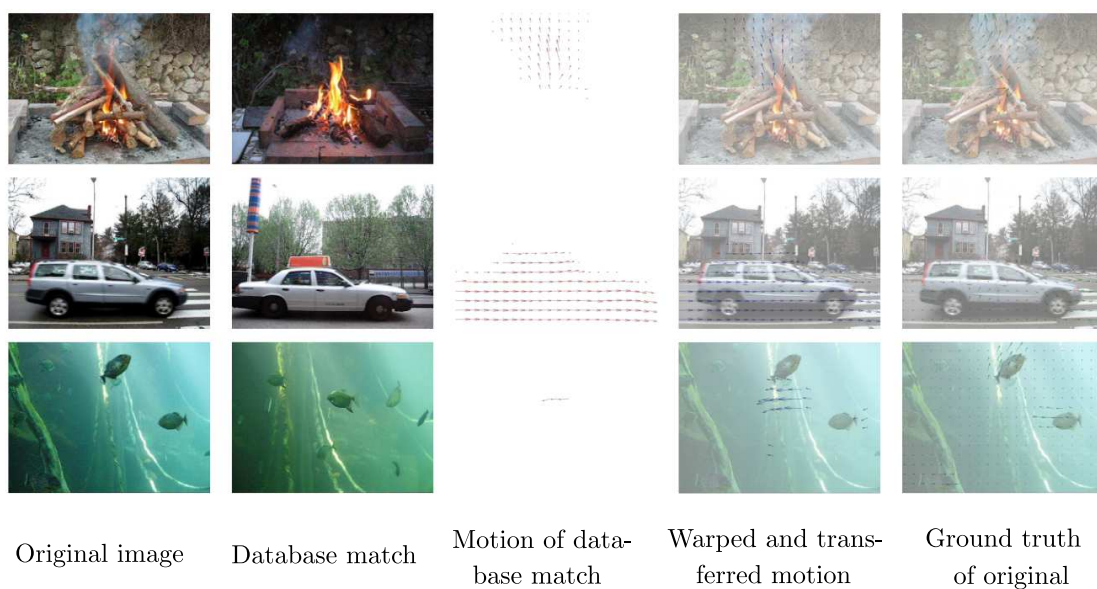 Original image
Database match
Motion of data-
base match
Warped and trans-
ferred motion
Ground truth
of original